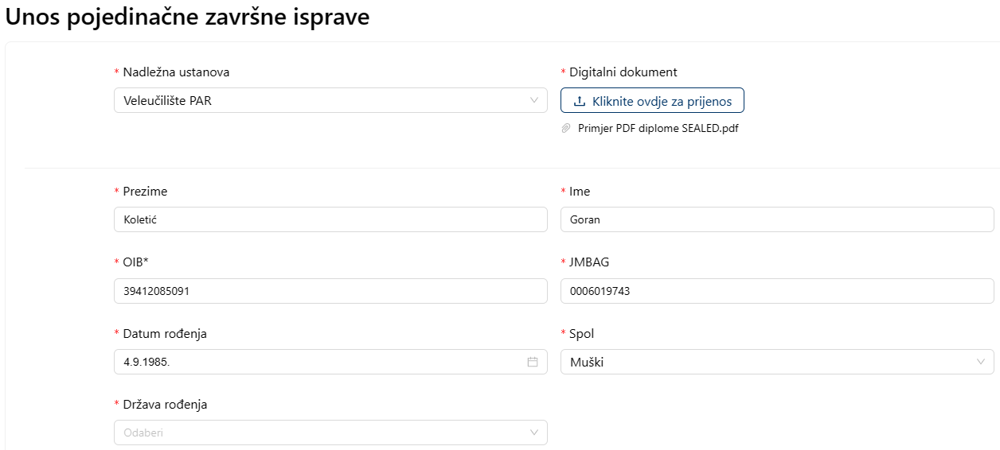 Unos pojedinačne završne isprave
* Nadležna ustanova
Veleučilište PAR
* Digitalni dokument
Kliknite ovdje za prijenos
Primjer PDF diplome SEALED.pdf
* Prezime
Koletić
* Ime
Goran
* OIB*
39412085091
* JMBAG
0006019743
* Datum rođenja
4.9.1985.
* Spol
Muški
* Država rođenja
Odaberi